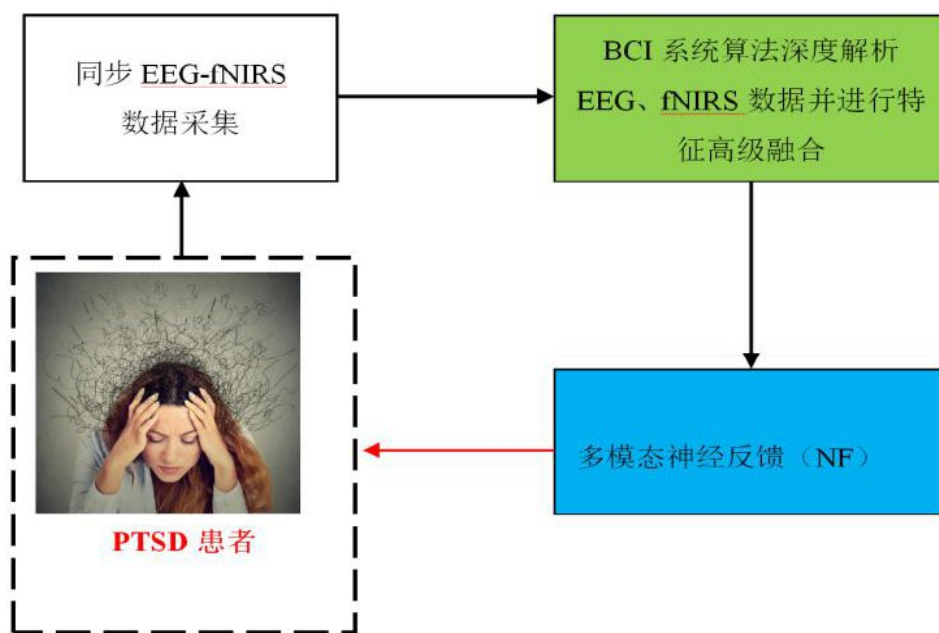 同步 EEG-fNIRS
数据采集
BCI 系统算法深度解析
EEG、fNIRS 数据并进行特
征高级融合
多模态神经反馈（NF）
PTSD 患者